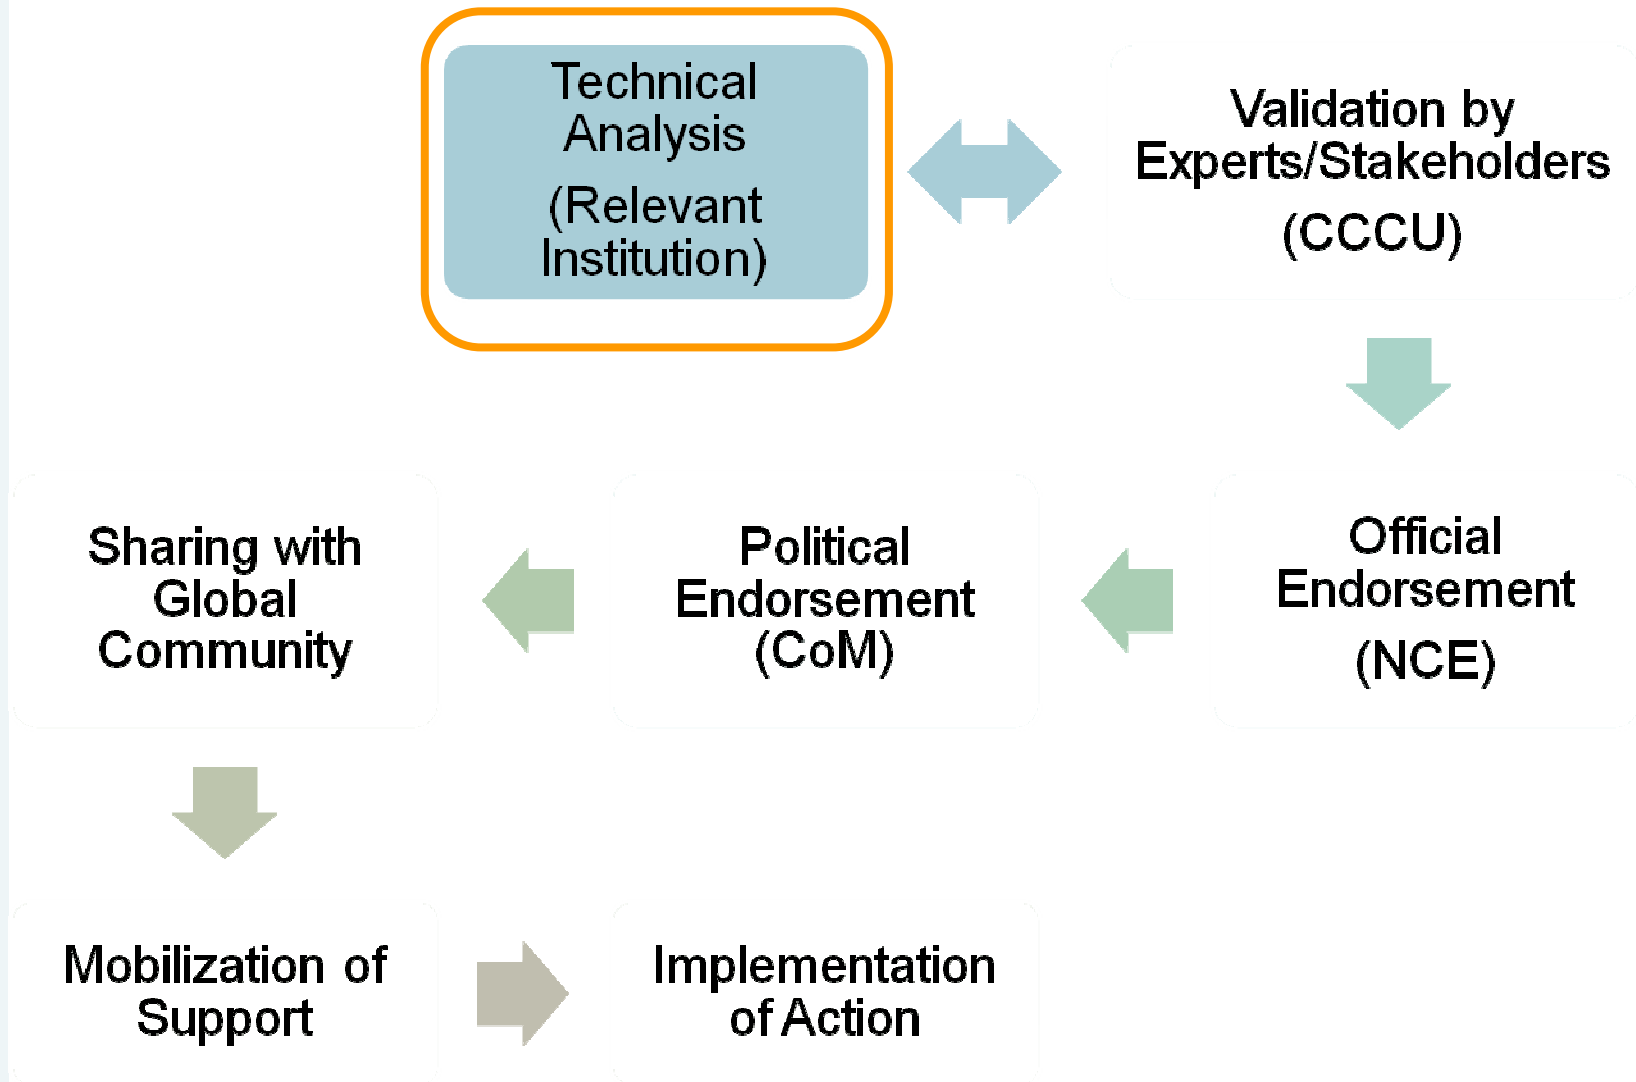 Technical
Analysis
(Relevant
Institution)
Validation by
Experts/Stakeholders
(CCCU)
Official
Endorsement
(NCE)
Political
Endorsement
(CoM)
Sharing with
Global
Community
Mobilization of
Support
Implementation
of Action